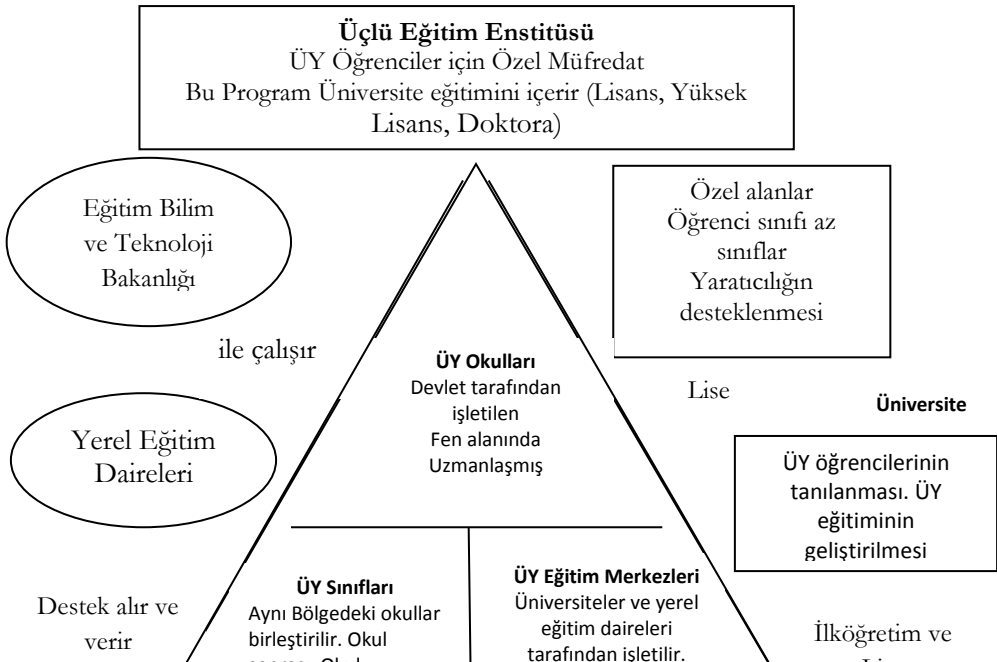 Üçlü Eğitim Enstitüsü
ÜY Öğrenciler için Özel Müfredat
Bu Program Üniversite eğitimini içerir (Lisans, Yüksek
Lisans, Doktora)
Eğitim Bilim
ve Teknoloji
Bakanlığı
Özel alanlar
Öğrenci sınıfı az
sınıflar
Yaratıcılığın
desteklenmesi
ile çalışır
ÜY Okulları
Devlet tarafından
işletilen
Fen alanında
Uzmanlaşmış
Lise
Üniversite
Yerel Eğitim
Daireleri
ÜY öğrencilerinin
tanılanması. ÜY
eğitiminin
geliştirilmesi
Destek alır ve
verir
ÜY Sınıfları
Aynı Bölgedeki okullar
birleştirilir. Okul
ÜY Eğitim Merkezleri
Üniversiteler ve yerel
eğitim daireleri
tarafından işletilir.
İlköğretim ve